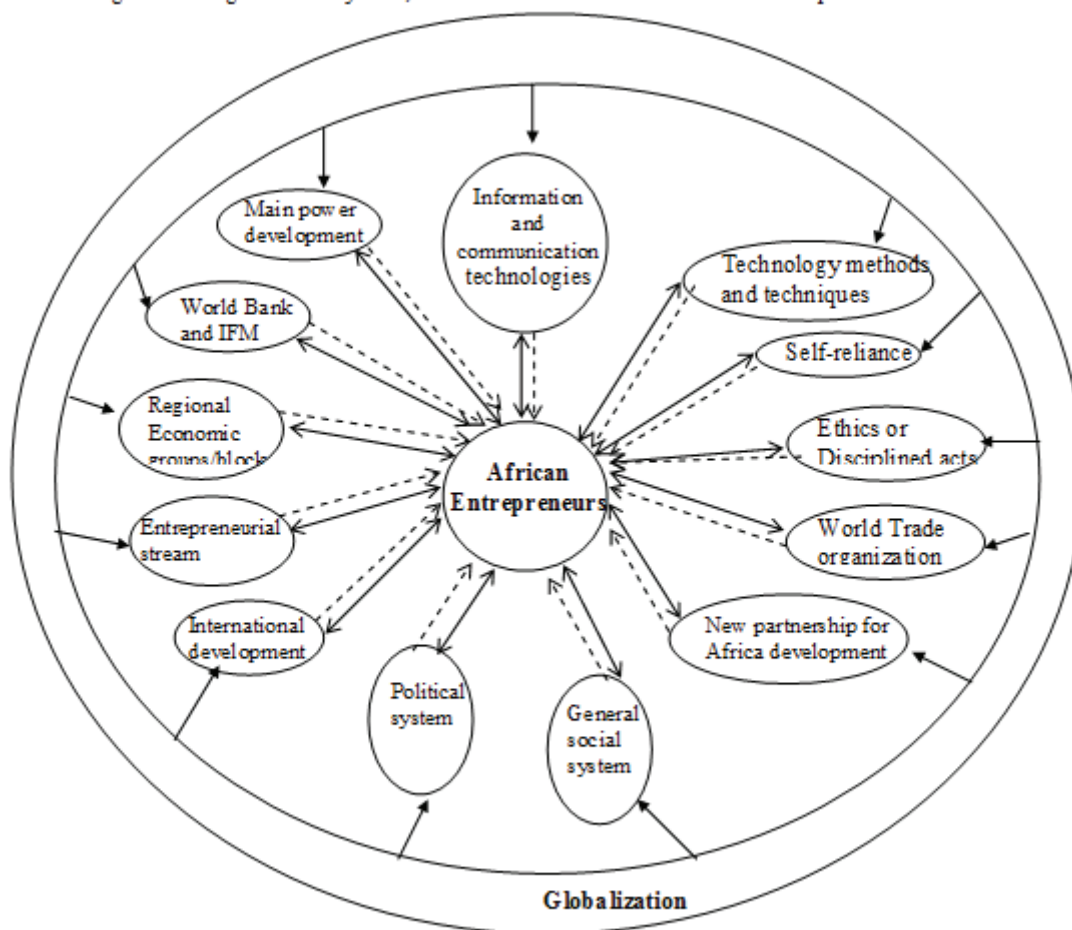 Information
and
communication
technologies
Main power
development
Technology methods
and techniques
World Bank
and IFM
Self-reliance
Regional
Economic
groups/block
Ethics or
Disciplined acts
African
Entrepreneurs
Entrepreneurial
stream
World Trade
organization
International
development
New partnership for
Africa development
Political
system
General
social
system
Globalization